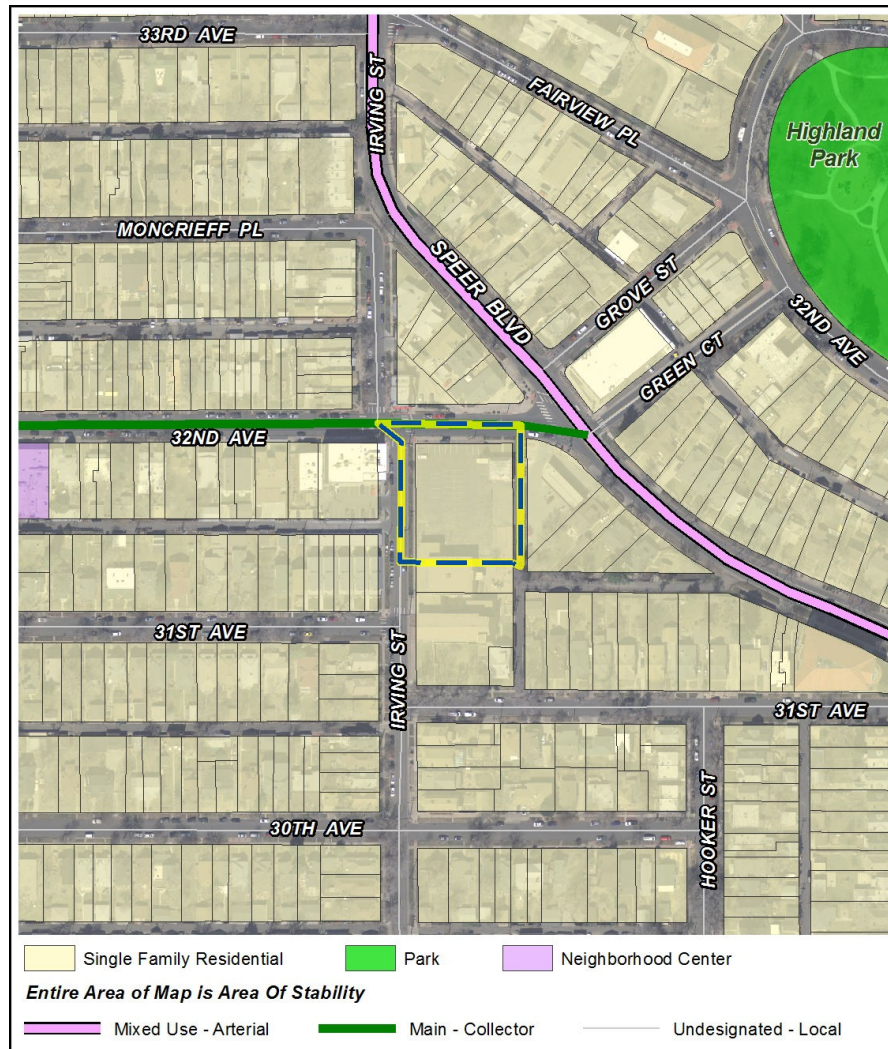 33RD AVE
IRVING ST
FAIRVIEW PL
Highland
Park
MONCRIEFF PL
SPEER BLVD
GROVE ST
32ND AVE
GREEN CT
32ND AVE
31ST AVE
IRVING ST
31ST AVE
30TH AVE
HOOKER ST
Single Family Residential
Park
Neighborhood Center
Entire Area of Map is Area Of Stability
Mixed Use - Arterial
Main - Collector
Undesignated - Local